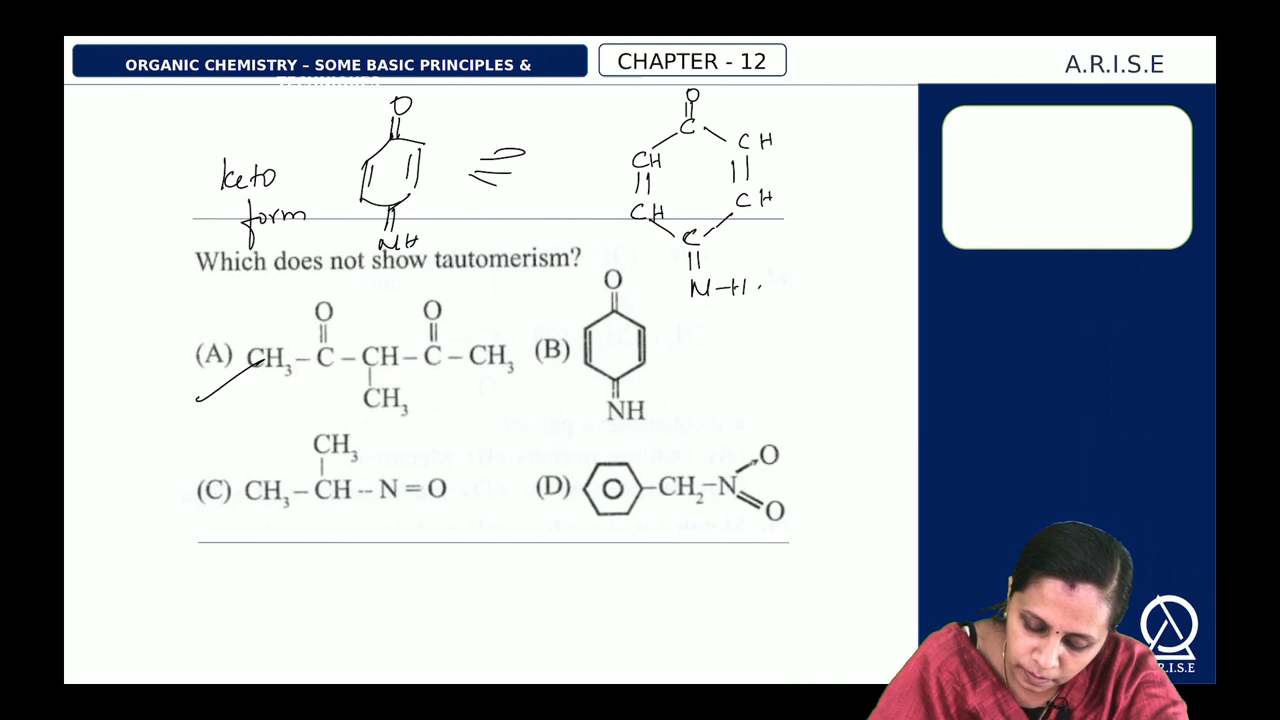 ORGANIC CHEMISTRY – SOME BASIC PRINCIPLES &
TECHNIQUES
CHAPTER - 12
A.R.I.S.E
keto
form
O
NH
O
C
CH CH
CH CH
C
N-H.
Which does not show tautomerism?
O O
(A) CH₃ – C – CH – C – CH₃
CH₃
O
(B)
NH
CH₃
(C) CH₃ – CH -- N = O
(D) CH₂–N O
O
R.I.S.E